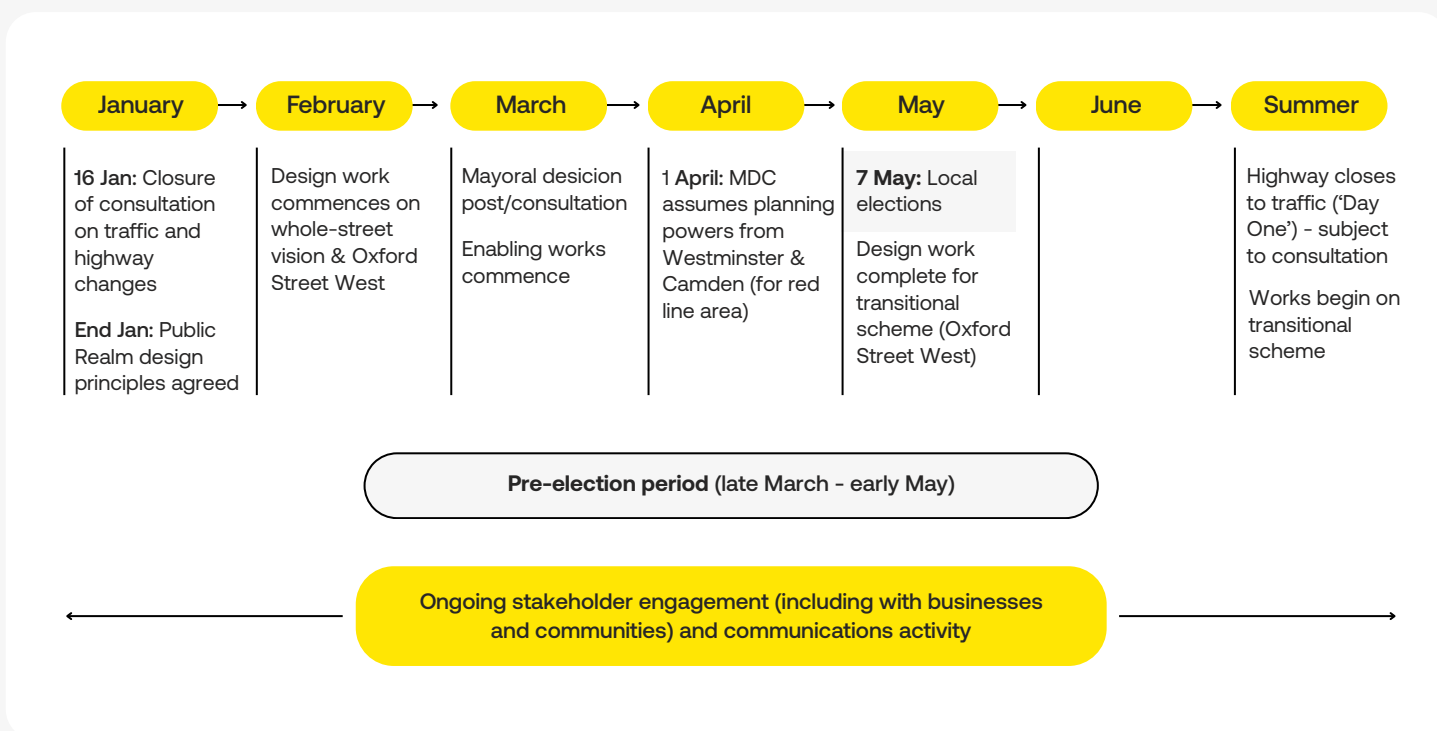 January
February
March
April
May
June
Summer
16 Jan: Closure
of consultation
on traffic and
highway
changes
End Jan: Public
Realm design
principles agreed
Design work
commences on
whole-street
vision & Oxford
Street West
Mayoral desicion
post/consultation
Enabling works
commence
1 April: MDC
assumes planning
powers from
Westminster &
Camden (for red
line area)
7 May: Local
elections
Design work
complete for
transitional
scheme (Oxford
Street West)
Highway closes
to traffic (‘Day
One’) - subject
to consultation
Works begin on
transitional
scheme
Pre-election period (late March - early May)
Ongoing stakeholder engagement (including with businesses
and communities) and communications activity